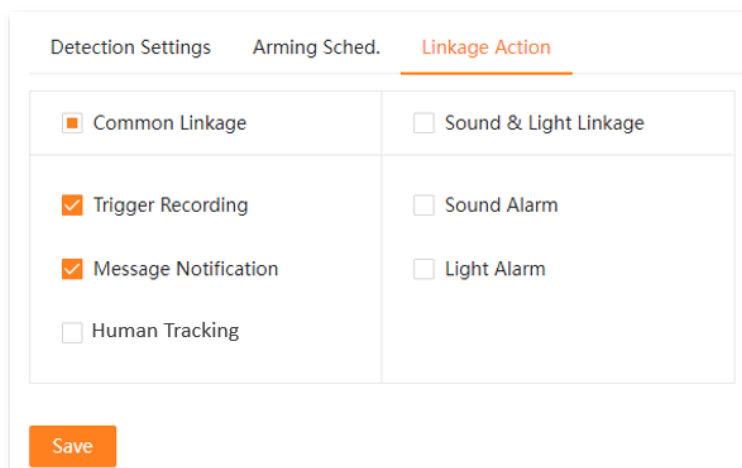 Detection Settings Arming Sched. Linkage Action
Common Linkage Sound & Light Linkage
Trigger Recording Sound Alarm
Message Notification Light Alarm
Human Tracking
Save